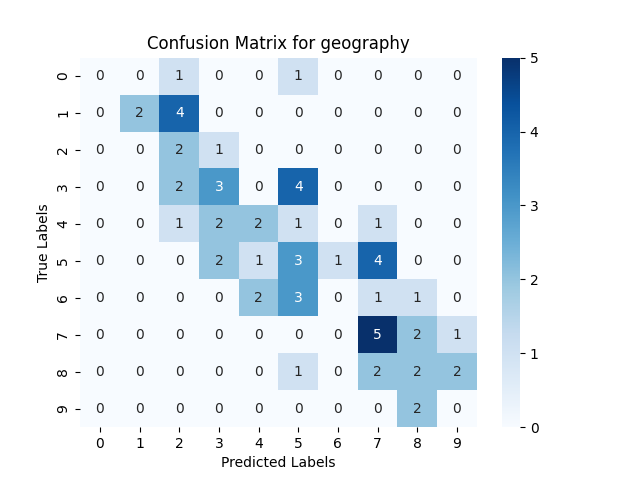 Confusion Matrix for geography
True Labels
0 0 0 1 0 0 1 0 0 0 0
1 0 2 4 0 0 0 0 0 0 0
2 0 0 2 1 0 0 0 0 0 0
3 0 0 2 3 0 4 0 0 0 0
4 0 0 1 2 2 1 0 1 0 0
5 0 0 0 2 1 3 1 4 0 0
6 0 0 0 0 2 3 0 1 1 0
7 0 0 0 0 0 0 0 5 2 1
8 0 0 0 0 0 1 0 2 2 2
9 0 0 0 0 0 0 0 0 2 0
0 1 2 3 4 5 6 7 8 9
Predicted Labels
5
4
3
2
1
0